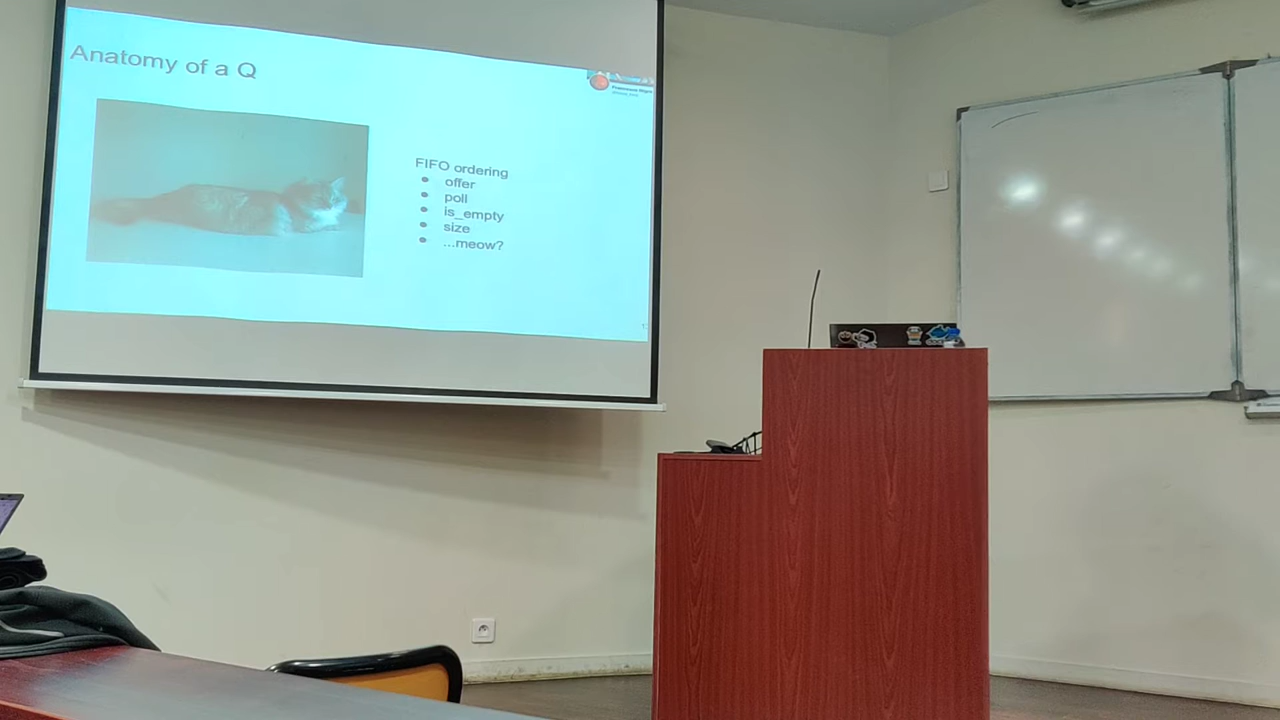 Anatomy of a Q
FIFO ordering
offer
poll
is_empty
size
...meow?